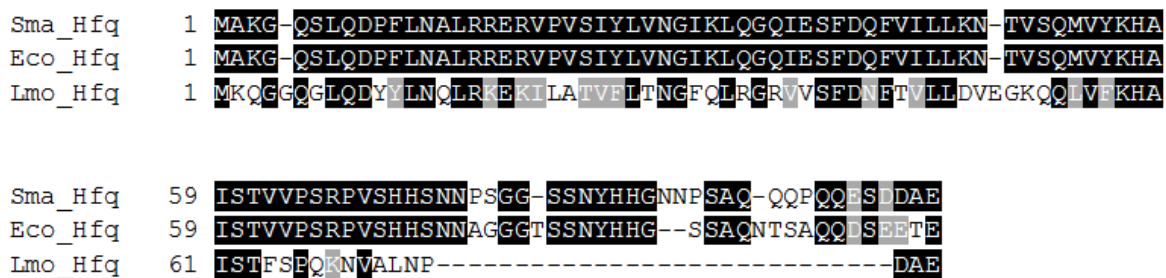 Sma_Hfq 1 MAKG-QSLQDPFLNALRRERVPVSIYLVNGIKLQGQIESFDQFVILLKN-TVSQMVYKHA
Eco_Hfq 1 MAKG-QSLQDPFLNALRRERVPVSIYLVNGIKLQGQIESFDQFVILLKN-TVSQMVYKHA
Lmo_Hfq 1 MKQGGQGLQDYYLNQLRKEKILATVFLTNGFQLRGRVVSFDNFTVLLDVEGKQQLVFKHA
Sma_Hfq 59 ISTVVPSRPVSHHSNNPSGG-SSNYHHGNNPSAQ-QQPQQESDDAE
Eco_Hfq 59 ISTVVPSRPVSHHSNNAGGGTSSNYHHG--SSAQNTSAQQDSEETE
Lmo_Hfq 61 ISTFSPQKNVALNP-----------------------------DAE